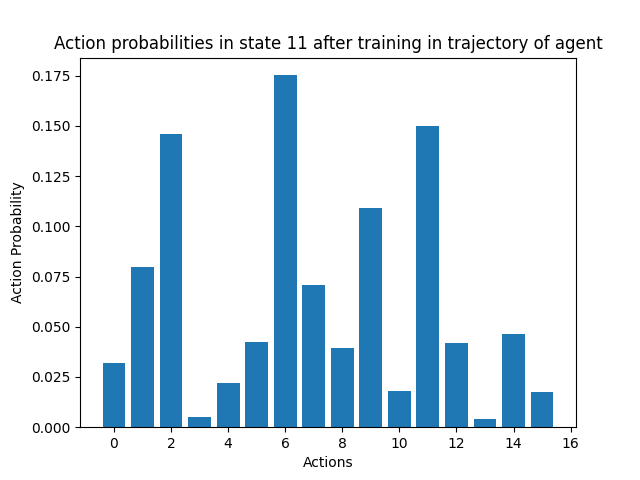 Action probabilities in state 11 after training in trajectory of agent
0.175
0.150
0.125
0.100
0.075
0.050
0.025
0.000
Action Probability
0 2 4 6 8 10 12 14 16
Actions